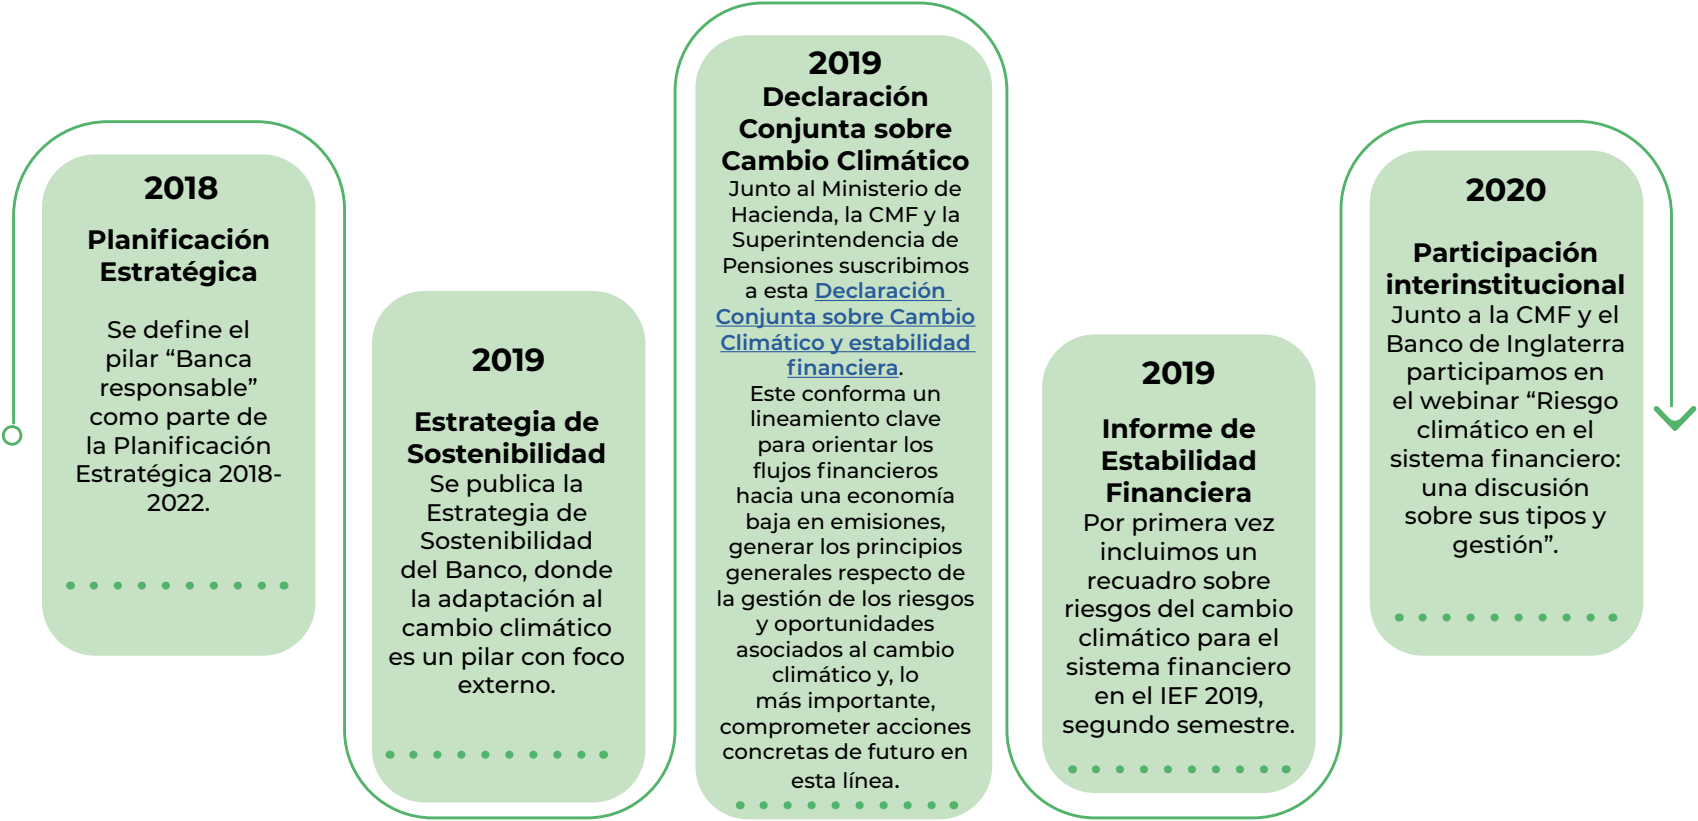 2018
Planificación
Estratégica
Se define el
pilar “Banca
responsable”
como parte de
la Planificación
Estratégica 2018-
2022.
2019
Estrategia de
Sostenibilidad
Se publica la
Estrategia de
Sostenibilidad
del Banco, donde
la adaptación al
cambio climático
es un pilar con foco
externo.
2019
Declaración
Conjunta sobre
Cambio Climático
Junto al Ministerio de
Hacienda, la CMF y la
Superintendencia de
Pensiones suscribimos
a esta Declaración
Conjunta sobre Cambio
Climático y estabilidad
financiera.
Este conforma un
lineamiento clave
para orientar los
flujos financieros
hacia una economía
baja en emisiones,
generar los principios
generales respecto de
la gestión de los riesgos
y oportunidades
asociados al cambio
climático y, lo
más importante,
comprometer acciones
concretas de futuro en
esta línea.
2019
Informe de
Estabilidad
Financiera
Por primera vez
incluimos un
recuadro sobre
riesgos del cambio
climático para el
sistema financiero
en el IEF 2019,
segundo semestre.
2020
Participación
interinstitucional
Junto a la CMF y el
Banco de Inglaterra
participamos en
el webinar “Riesgo
climático en el
sistema financiero:
una discusión
sobre sus tipos y
gestión”.